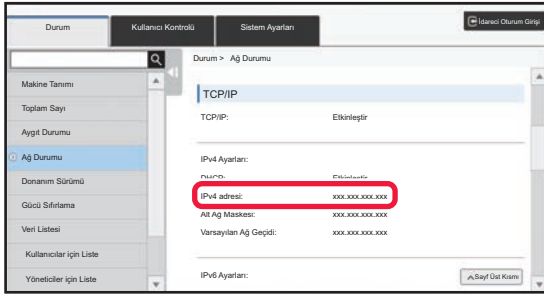 Durum
Kullanıcı Kontrolü
Sistem Ayarları
İdareci Oturum Girişi
Durum > Ağ Durumu
Makine Tanımı
Toplam Sayı
Aygıt Durumu
Ağ Durumu
Donanım Sürümü
Gücü Sıfırlama
Veri Listesi
Kullanıcılar için Liste
Yöneticiler için Liste
TCP/IP
TCP/IP: Etkinleştir
IPv4 Ayarları:
DHCP: Etkinleştir
IPv4 adresi: xxx.xxx.xxx.xxx
Alt Ağ Maskesi: xxx.xxx.xxx.xxx
Varsayılan Ağ Geçidi: xxx.xxx.xxx.xxx
IPv6 Ayarları:
Sayf Üst Kısmı